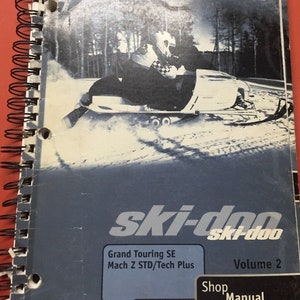 ski-doo
ski-doo
Grand Touring SE
Mach Z STD/Tech Plus
Volume 2
Shop
Manual